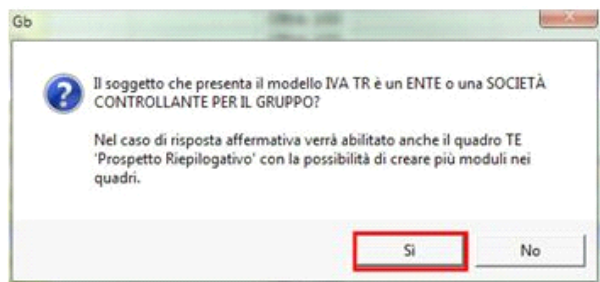 Gb
Il soggetto che presenta il modello IVA TR è un ENTE o una SOCIETÀ
CONTROLLANTE PER IL GRUPPO?
Nel caso di risposta affermativa verrà abilitato anche il quadro TE
'Prospetto Riepilogativo' con la possibilità di creare più moduli nei
quadri.
Sì
No